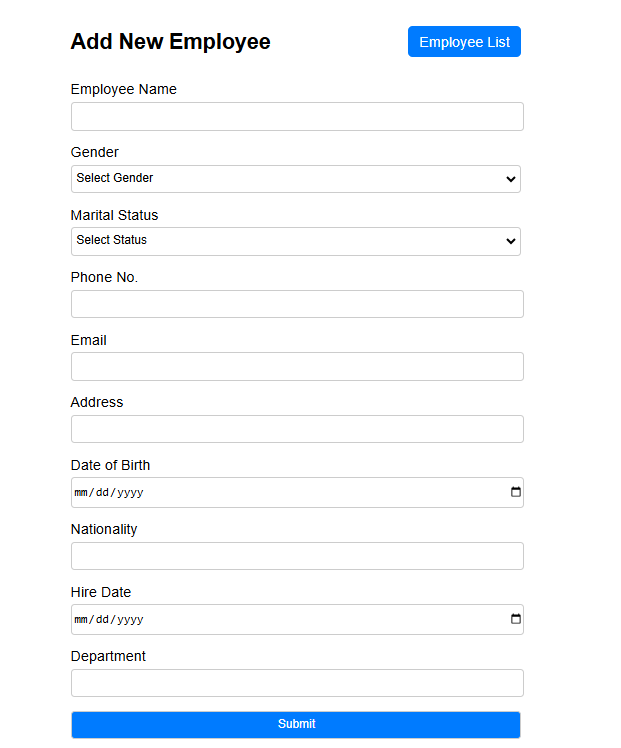 Add New Employee
Employee List
Employee Name
Gender
Select Gender
Marital Status
Select Status
Phone No.
Email
Address
Date of Birth
mm/dd/yyyy
Nationality
Hire Date
mm/dd/yyyy
Department
Submit